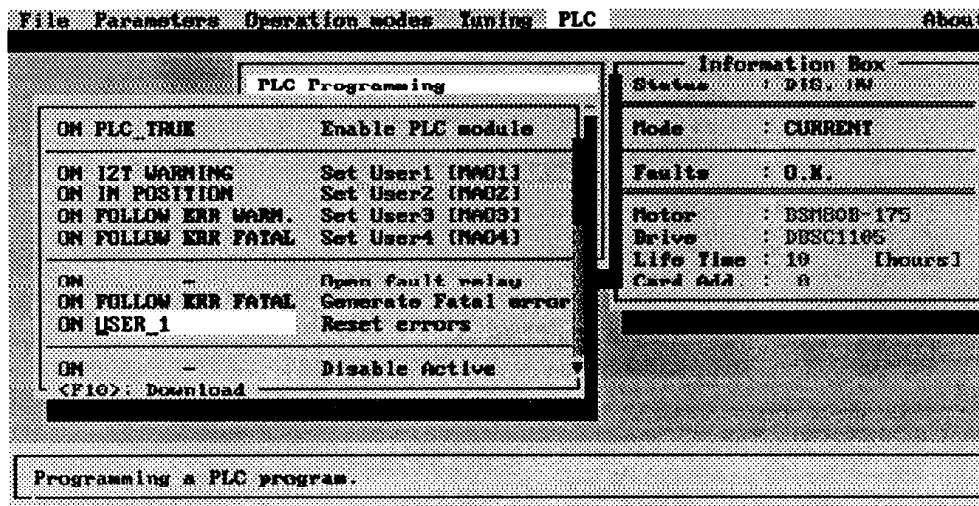 File Parameters Operation modes Tuning PLC About
PLC Programming
ON PLC_TRUE Enable PLC module
ON I2T WARNING Set User1 [MAO1]
ON IN POSITION Set User2 [MAO2]
ON FOLLOW ERR WARN. Set User3 [MAO3]
ON FOLLOW ERR FATAL Set User4 [MAO4]
ON - Open fault relay
ON FOLLOW ERR FATAL Generate Fatal error
ON USER_1 Reset errors
ON - Disable Active
<F10>: Download
Information Box
Status : DIG. IN
Mode : CURRENT
Faults : O.K.
Motor : BSM80B-175
Drive : DBSC1105
Life Time : 10 [hours]
Card Add. : 0
Programming a PLC program.